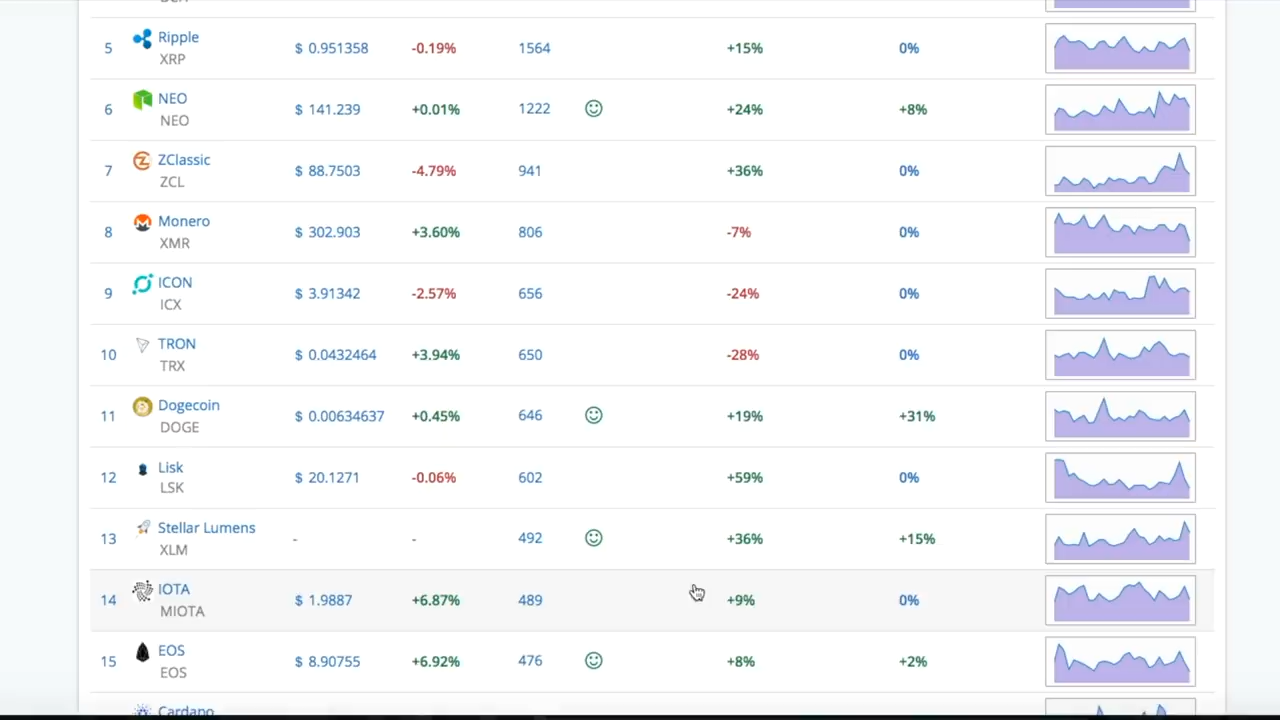 5 Ripple $ 0.951358 -0.19% 1564 +15% 0%
XRP
6 NEO $ 141.239 +0.01% 1222 +24% +8%
NEO
7 ZClassic $ 88.7503 -4.79% 941 +36% 0%
ZCL
8 Monero $ 302.903 +3.60% 806 -7% 0%
XMR
9 ICON $ 3.91342 -2.57% 656 -24% 0%
ICX
10 TRON $ 0.0432464 +3.94% 650 -28% 0%
TRX
11 Dogecoin $ 0.00634637 +0.45% 646 +19% +31%
DOGE
12 Lisk $ 20.1271 -0.06% 602 +59% 0%
LSK
13 Stellar Lumens - - 492 +36% +15%
XLM
14 IOTA $ 1.9887 +6.87% 489 +9% 0%
MIOTA
15 EOS $ 8.90755 +6.92% 476 +8% +2%
EOS
Cardano